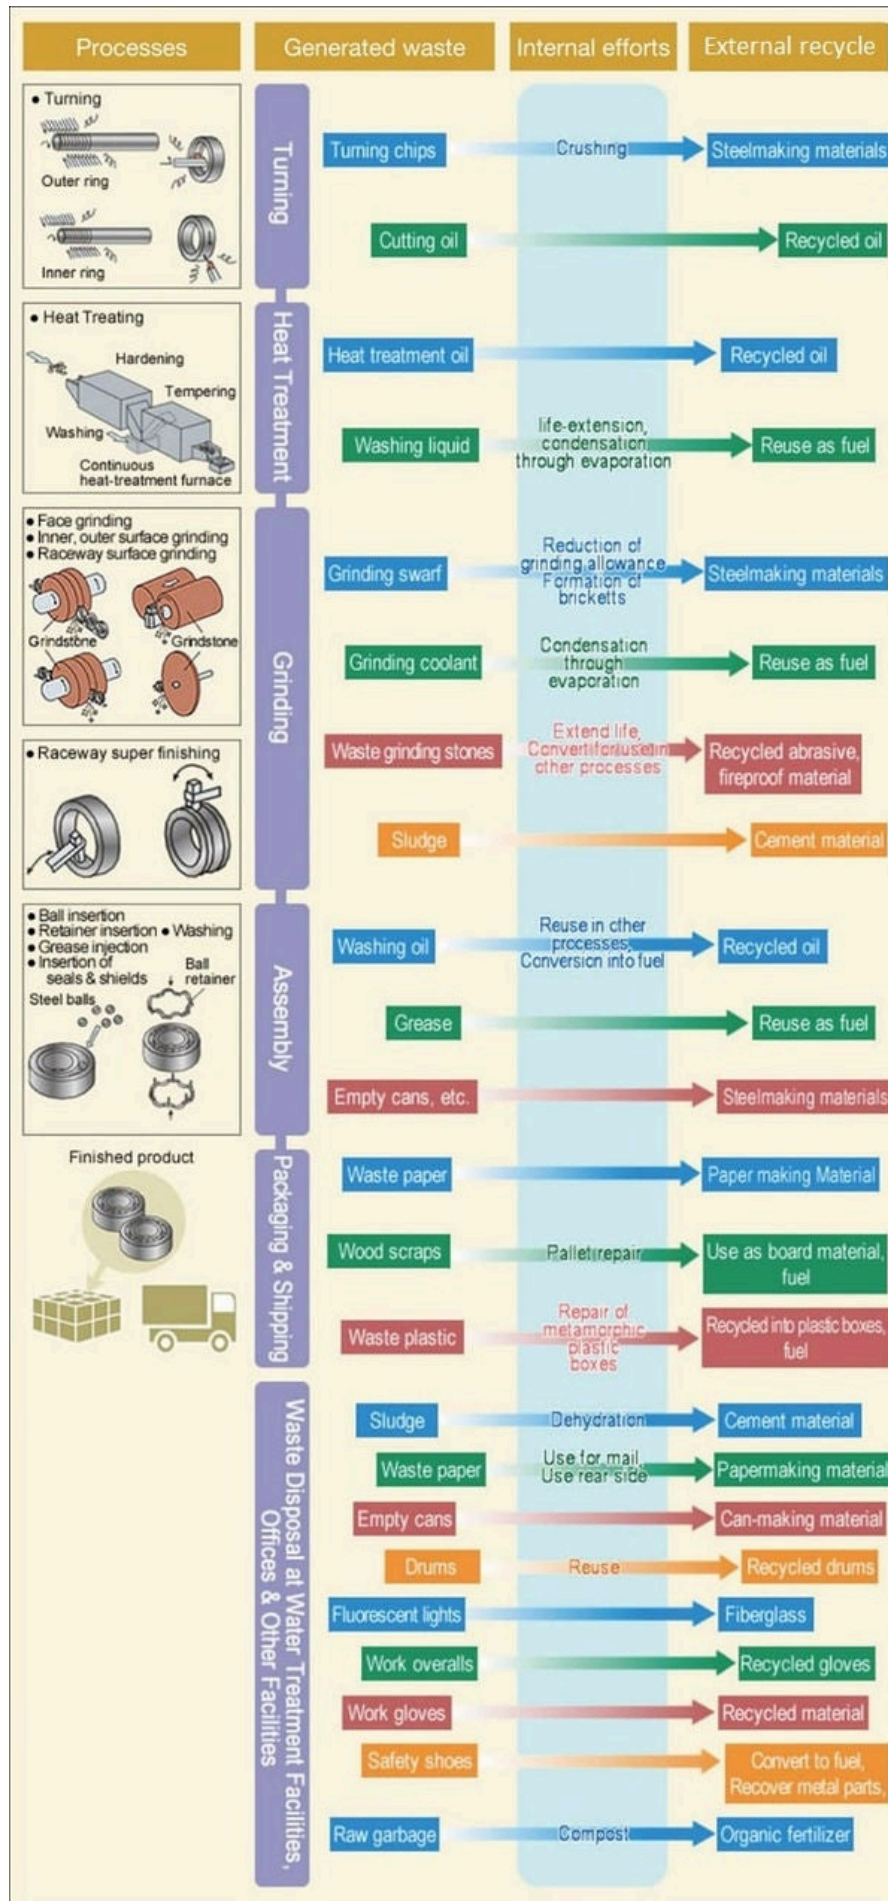 Processes
Generated waste
Internal efforts
External recycle
● Turning
Outer ring
Inner ring
Turning
Turning chips
Crushing
Steelmaking materials
Cutting oil
Recycled oil
● Heat Treating
Hardening
Tempering
Washing
Continuous
heat-treatment furnace
Heat Treatment
Heat treatment oil
Recycled oil
Washing liquid
life-extension,
condensation
through evaporation
Reuse as fuel
● Face grinding
● Inner, outer surface grinding
● Raceway surface grinding
Grindstone
Grindstone
● Raceway super finishing
Grinding
Grinding swarf
Reduction of
grinding allowance
Formation of
bricketts
Steelmaking materials
Grinding coolant
Condensation
through
evaporation
Reuse as fuel
Waste grinding stones
Extend life,
Convert for use in
other processes
Recycled abrasive,
fireproof material
Sludge
Cement material
● Ball insertion
● Retainer insertion ● Washing
● Grease injection
● Insertion of
seals & shields
Ball
retainer
Steel balls
Assembly
Washing oil
Reuse in other
processes,
Conversion into fuel
Recycled oil
Grease
Reuse as fuel
Empty cans, etc.
Steelmaking materials
Finished product
Packaging & Shipping
Waste paper
Paper making Material
Wood scraps
Pallet repair
Use as board material,
fuel
Waste plastic
Repair of
metamorphic
plastic
boxes
Recycled into plastic boxes,
fuel
Waste Disposal at Water Treatment Facilities,
Offices & Other Facilities
Sludge
Dehydration
Cement material
Waste paper
Use for mail,
Use rear side
Papermaking material
Empty cans
Can-making material
Drums
Reuse
Recycled drums
Fluorescent lights
Fiberglass
Work overalls
Recycled gloves
Work gloves
Recycled material
Safety shoes
Convert to fuel,
Recover metal parts,
Raw garbage
Compost
Organic fertilizer